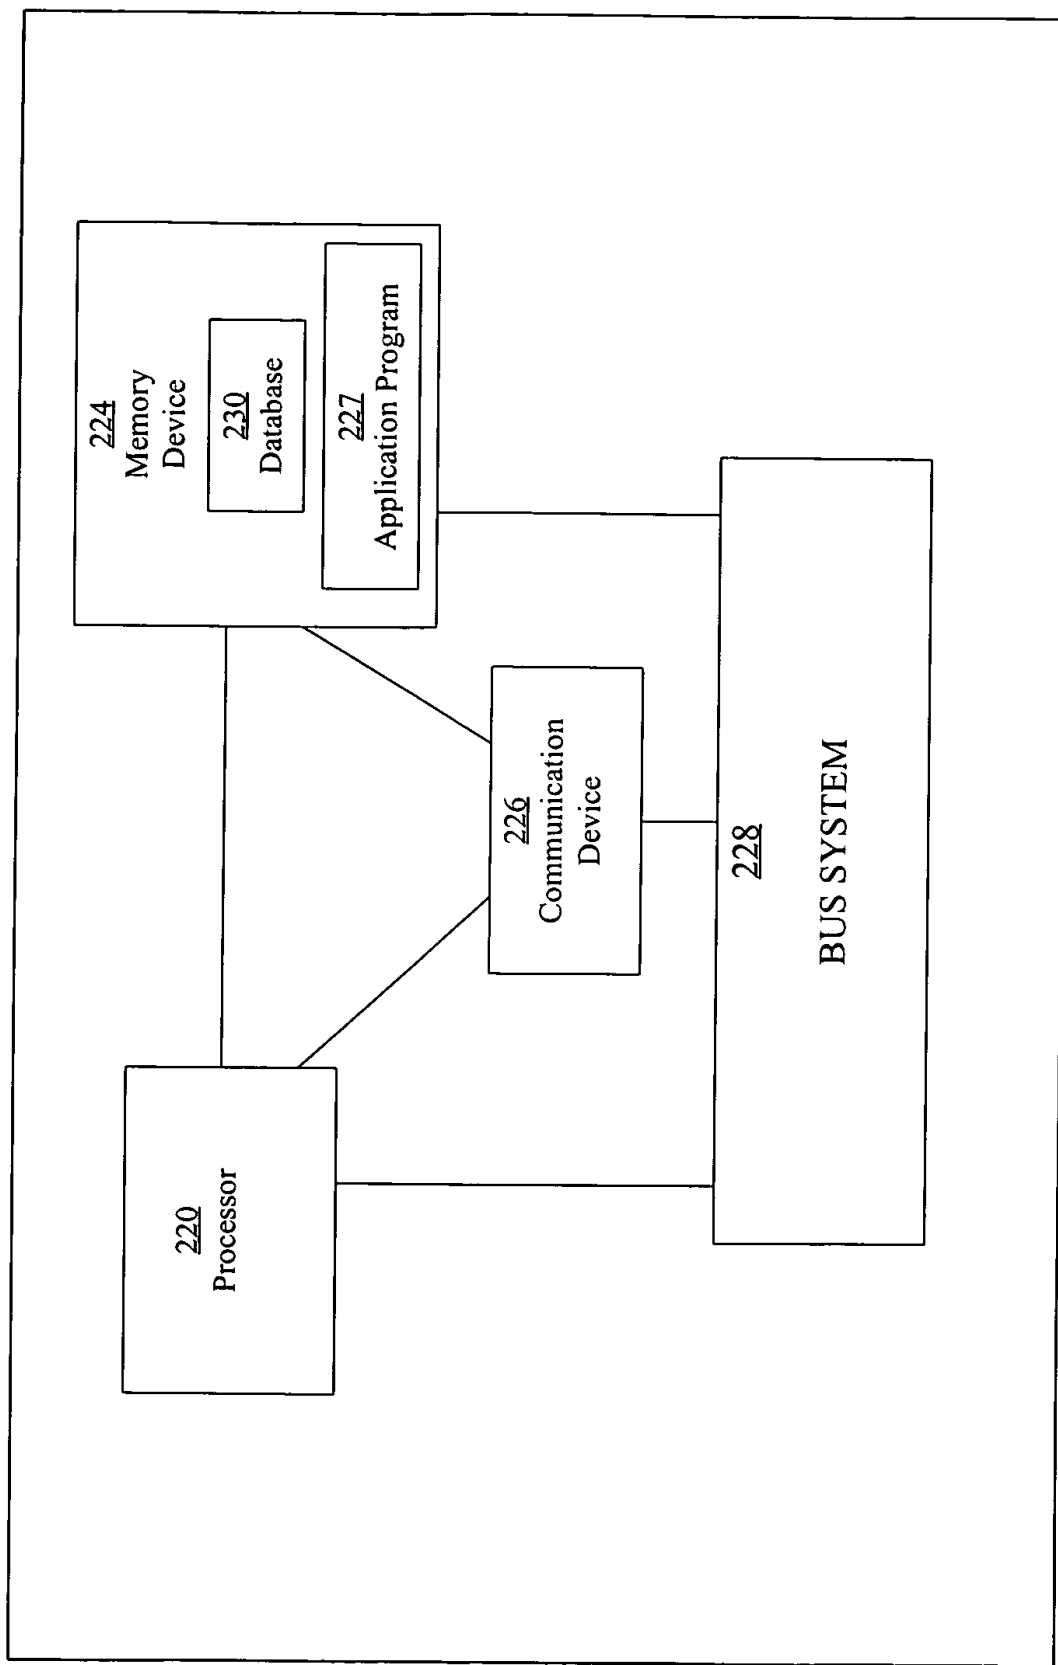 220
Processor
224
Memory
Device
230
Database
227
Application Program
226
Communication
Device
228
BUS SYSTEM